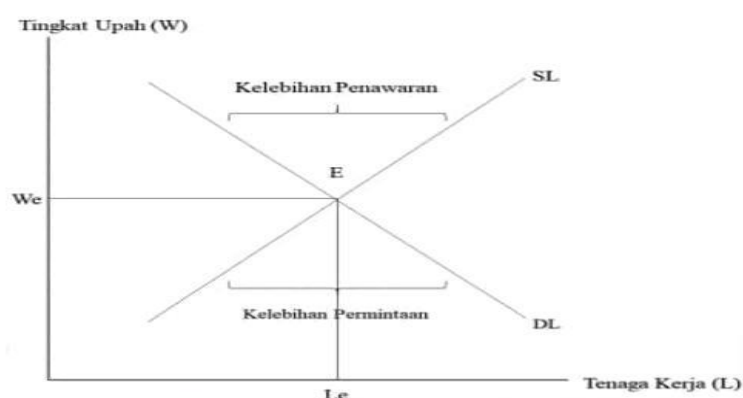 Tingkat Upah (W)
SL
Kelebihan Penawaran
E
We
Kelebihan Permintaan
DL
Tenaga Kerja (L)
Le